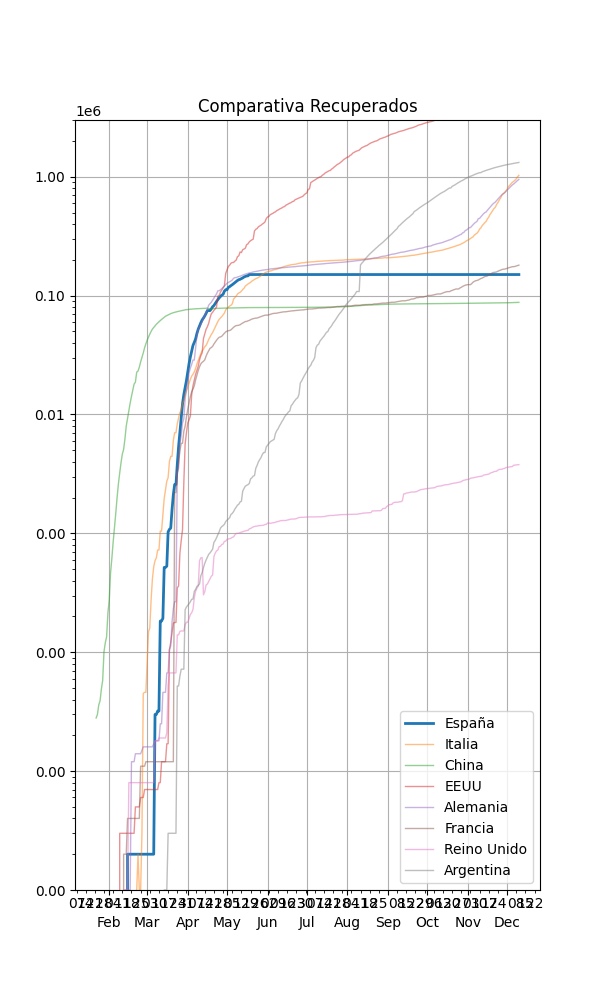 Comparativa Recuperados
1e6
1.00
0.10
0.01
0.00
0.00
0.00
0.00
España
Italia
China
EEUU
Alemania
Francia
Reino Unido
Argentina
Feb Mar Apr May Jun Jul Aug Sep Oct Nov Dec